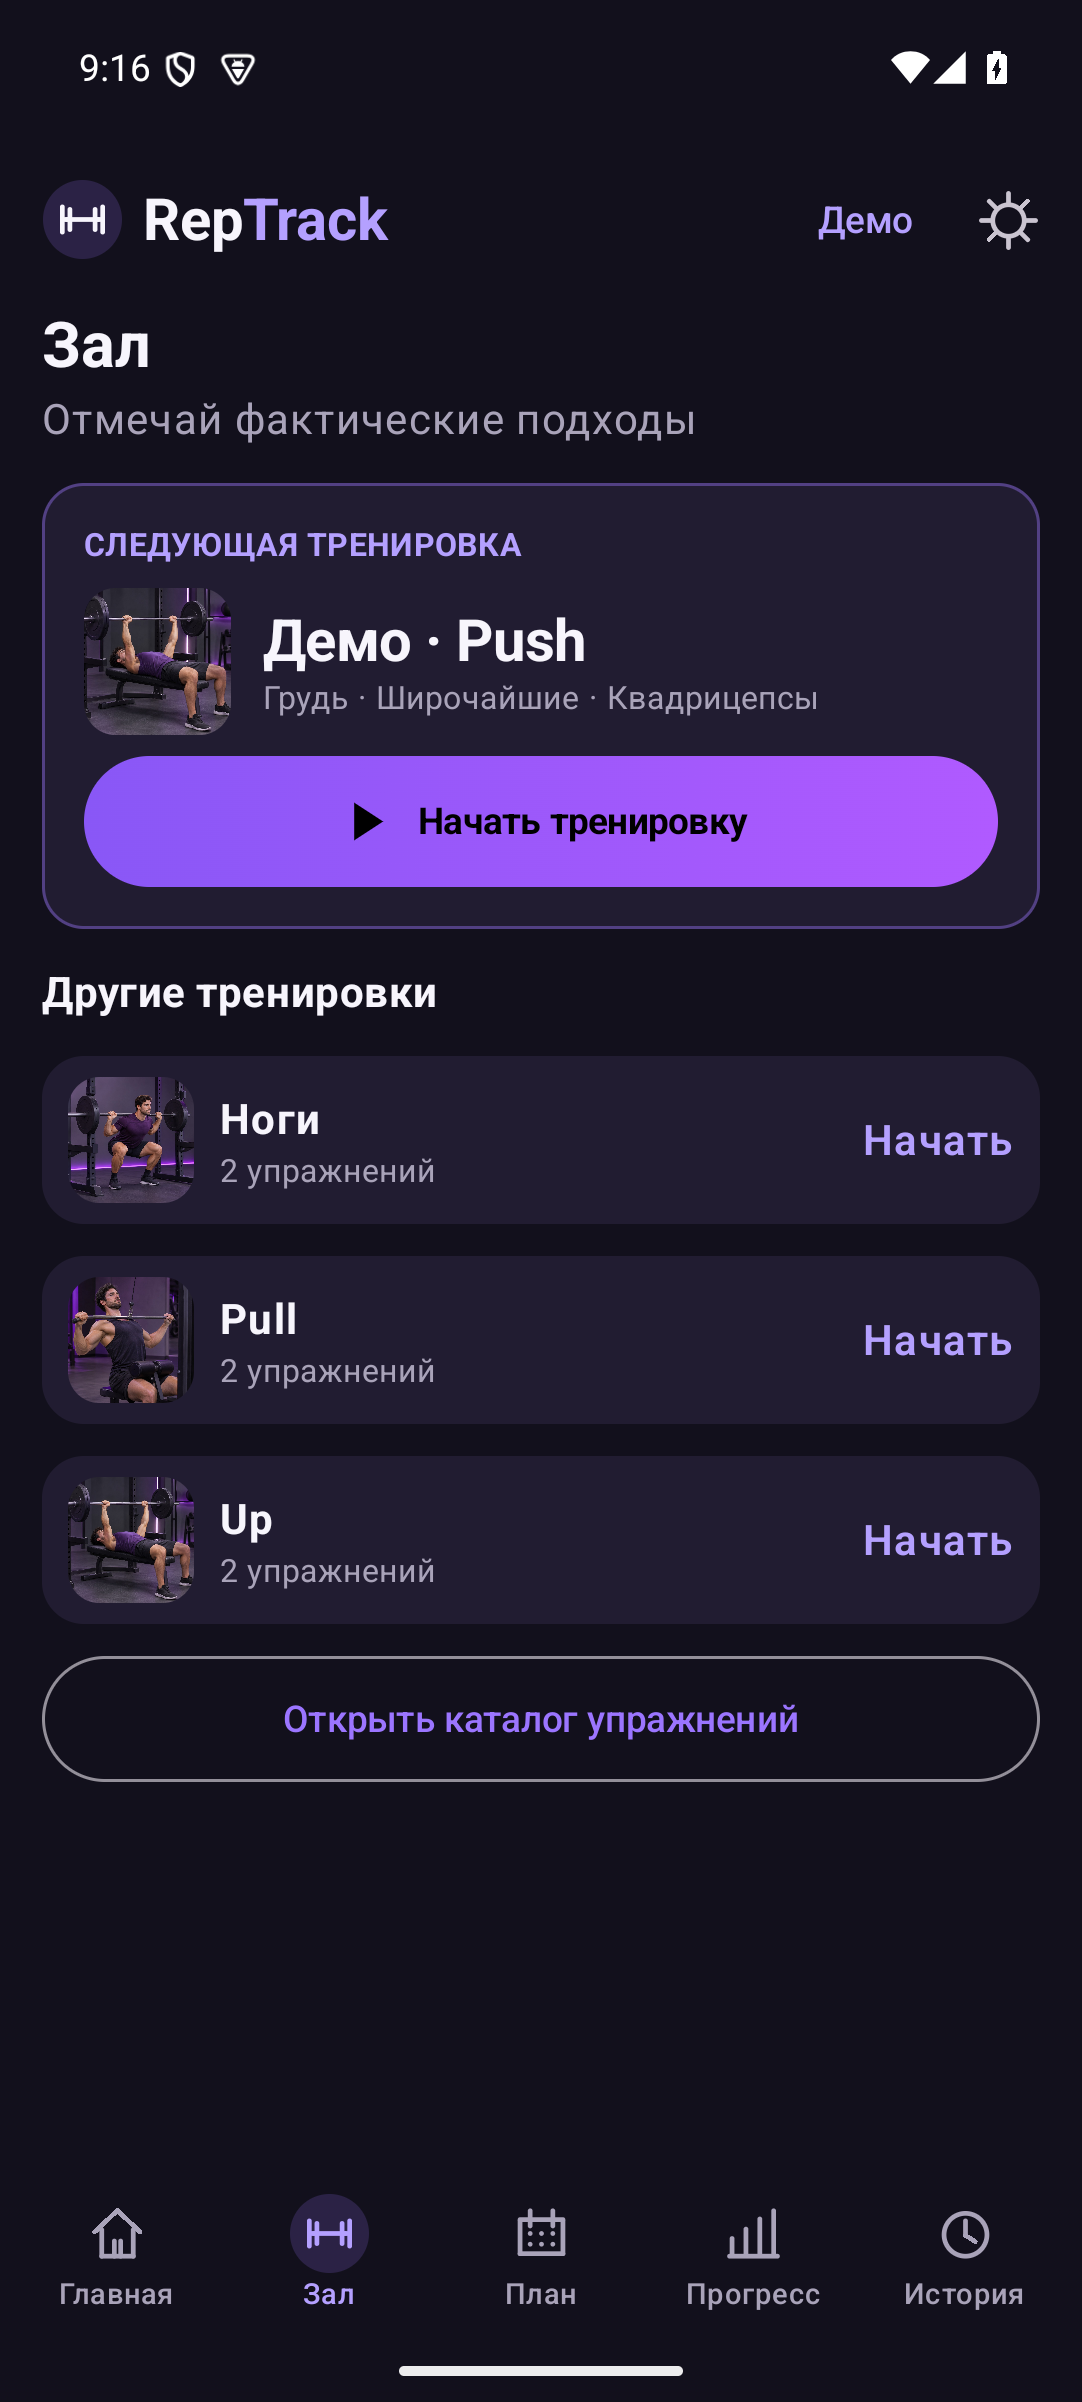 9:16
RepTrack
Демо
Зал
Отмечай фактические подходы
СЛЕДУЮЩАЯ ТРЕНИРОВКА
Демо · Push
Грудь · Широчайшие · Квадрицепсы
Начать тренировку
Другие тренировки
Ноги
2 упражнений
Начать
Pull
2 упражнений
Начать
Up
2 упражнений
Начать
Открыть каталог упражнений
Главная
Зал
План
Прогресс
История